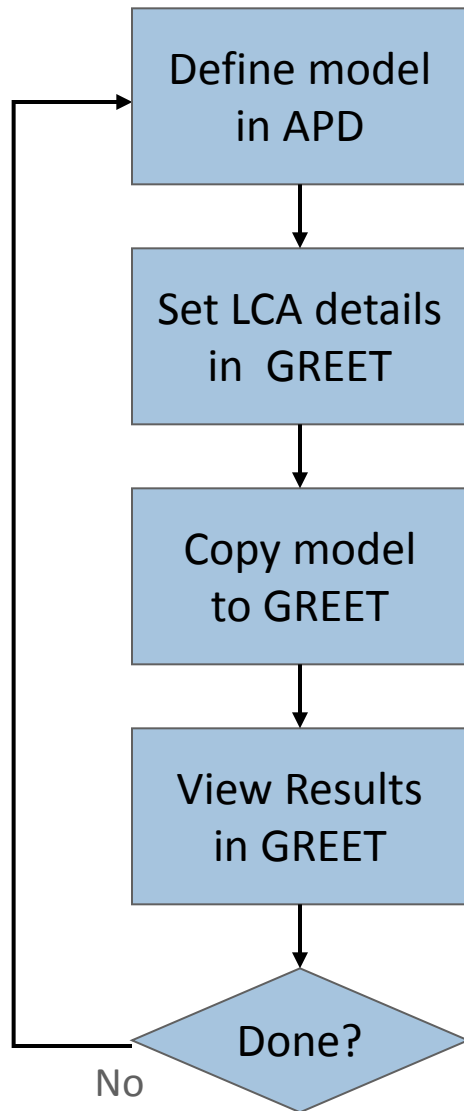 Define model
in APD
Set LCA details
in GREET
Copy model
to GREET
View Results
in GREET
Done?
No